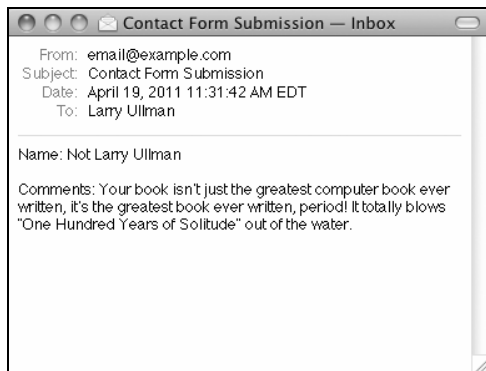 Contact Form Submission — Inbox
From: email@example.com
Subject: Contact Form Submission
Date: April 19, 2011 11:31:42 AM EDT
To: Larry Ullman
Name: Not Larry Ullman
Comments: Your book isn't just the greatest computer book ever
written, it's the greatest book ever written, period! It totally blows
"One Hundred Years of Solitude" out of the water.